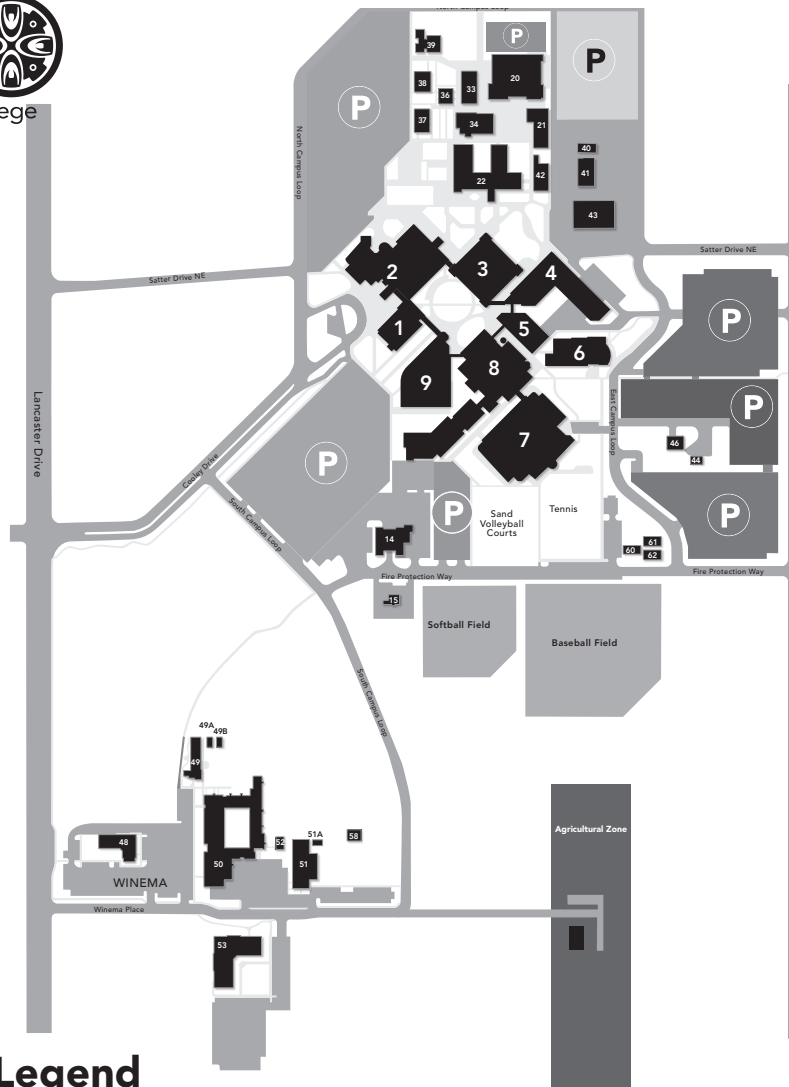 North Campus Loop
39
P
P
20
38
33
36
P
37
34
21
40
41
22
42
43
North Campus Loop
Satter Drive NE
Satter Drive NE
2
3
4
1
5
6
P
8
9
7
P
East Campus Loop
46
44
Lancaster Drive
Cooley Drive
P
South Campus Loop
P
P
Sand
Volleyball
Courts
Tennis
14
60
61
62
Fire Protection Way
Fire Protection Way
15
Softball Field
Baseball Field
South Campus Loop
49A
49B
49
48
WINEMA
50
52
51A
51
58
Agricultural Zone
Winema Place
53
ege
Legend